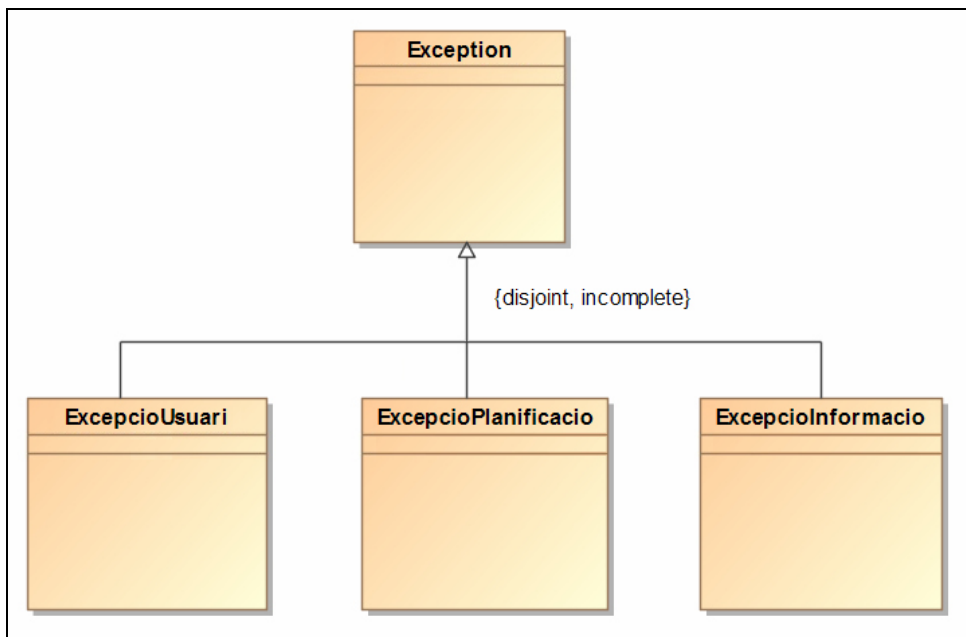 Exception
{disjoint, incomplete}
ExcepcioUsuari
ExcepcioPlanificacio
ExcepcioInformacio